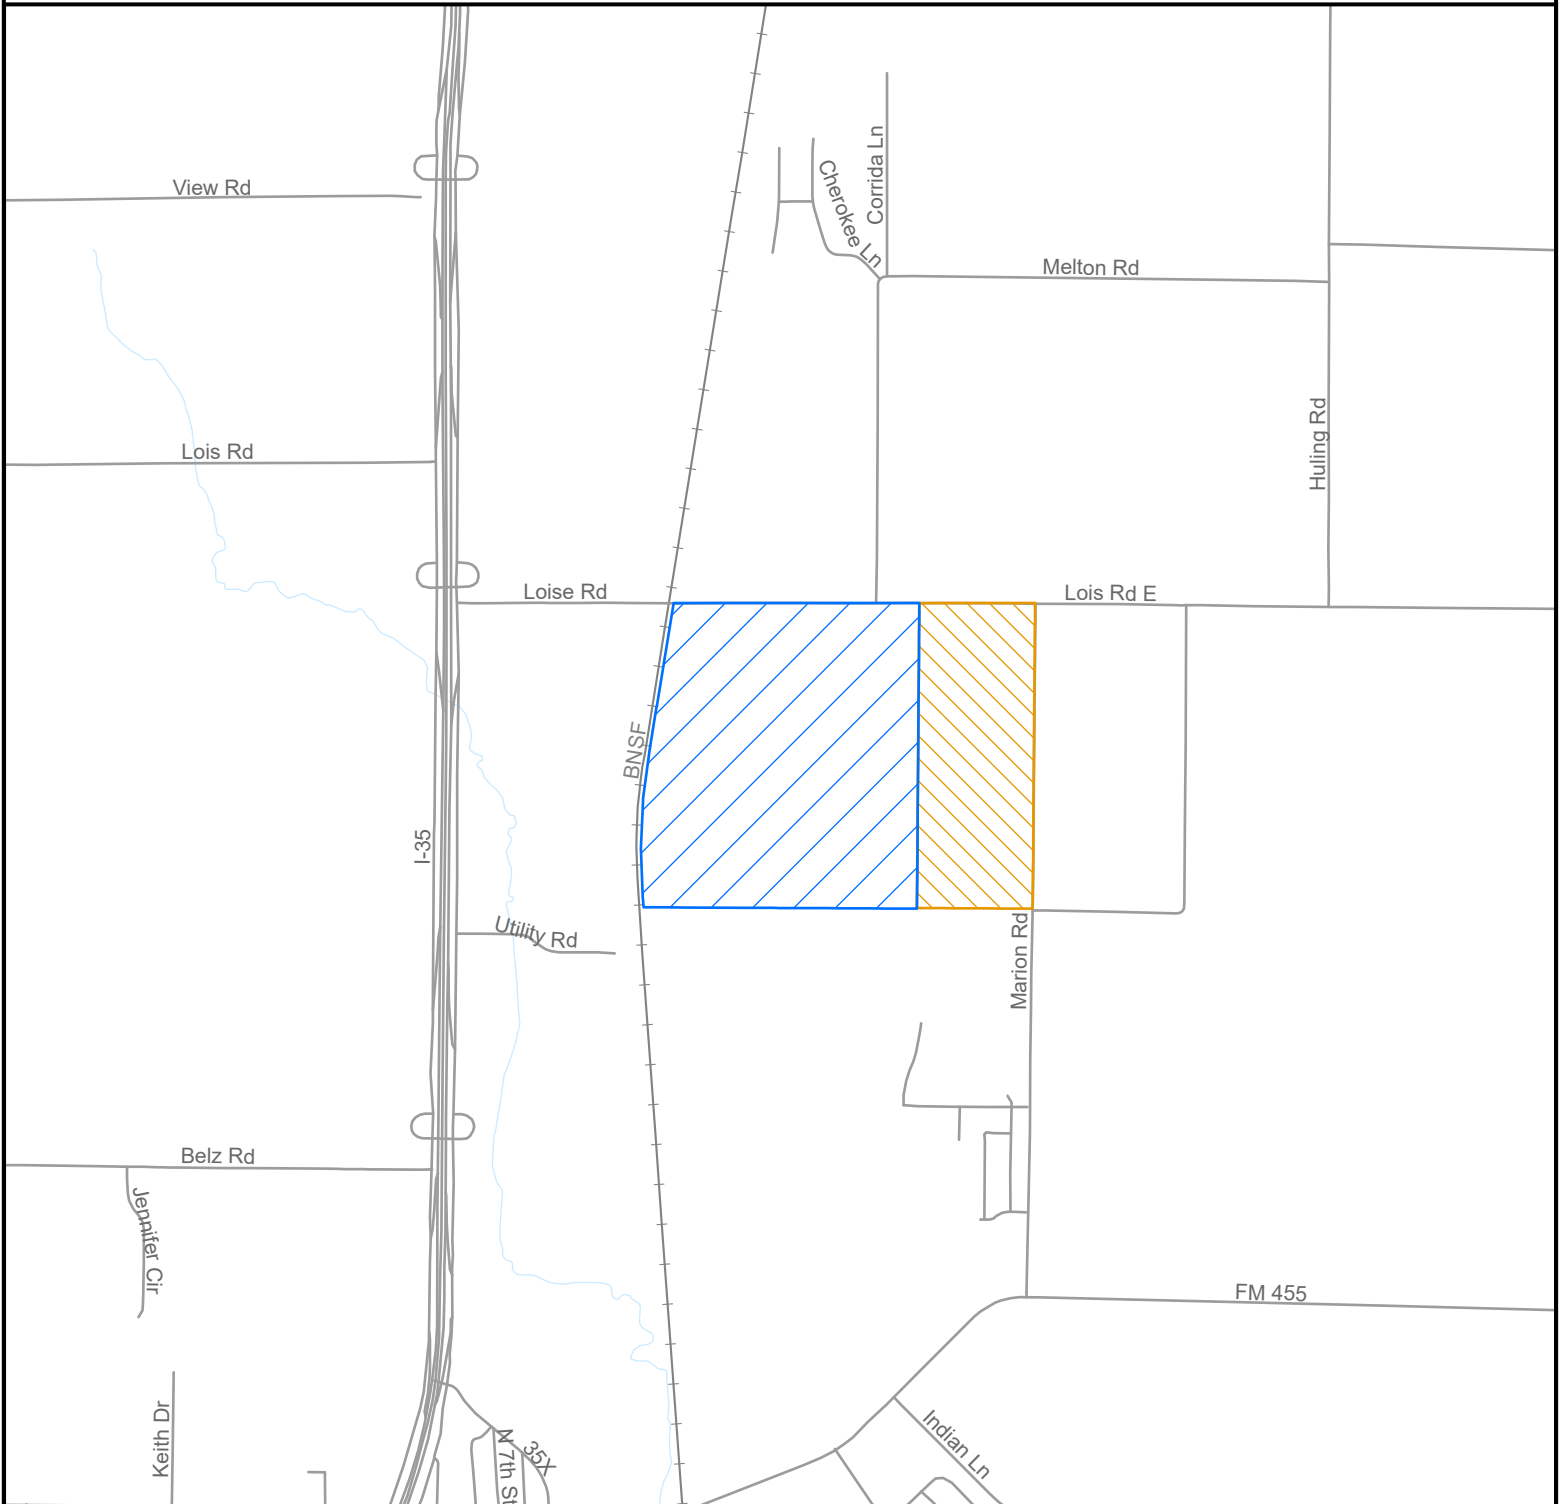 View Rd
Cherokee Ln
Corrida Ln
Melton Rd
Lois Rd
Huling Rd
Loise Rd
Lois Rd E
BNSF
I-35
Utility Rd
Marion Rd
Belz Rd
Jennifer Cir
FM 455
Keith Dr
N 7th St
35X
Indian Ln